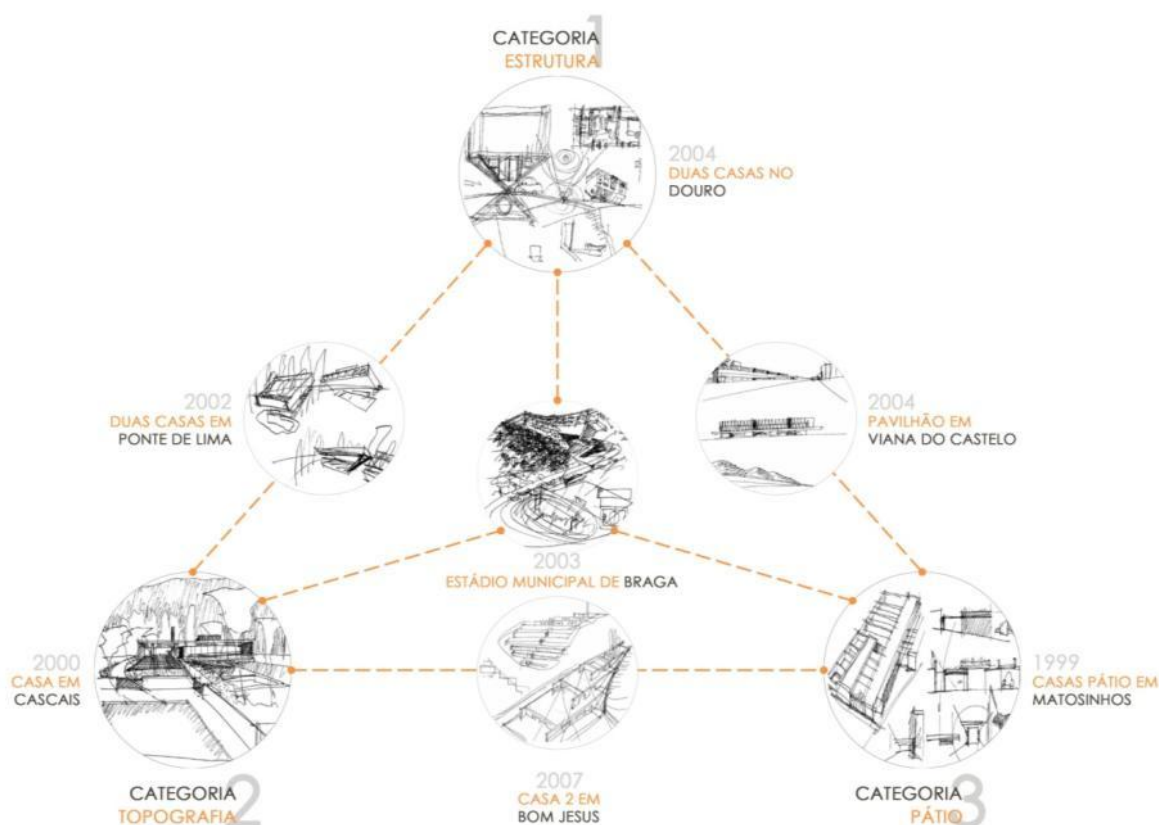 CATEGORIA 1
ESTRUTURA
2004
DUAS CASAS NO
DOURO
2002
DUAS CASAS EM
PONTE DE LIMA
2004
PAVILHÃO EM
VIANA DO CASTELO
2003
ESTÁDIO MUNICIPAL DE BRAGA
2000
CASA EM
CASCAIS
1999
CASAS PÁTIO EM
MATOSINHOS
CATEGORIA 2
TOPOGRAFIA
2007
CASA 2 EM
BOM JESUS
CATEGORIA 3
PÁTIO